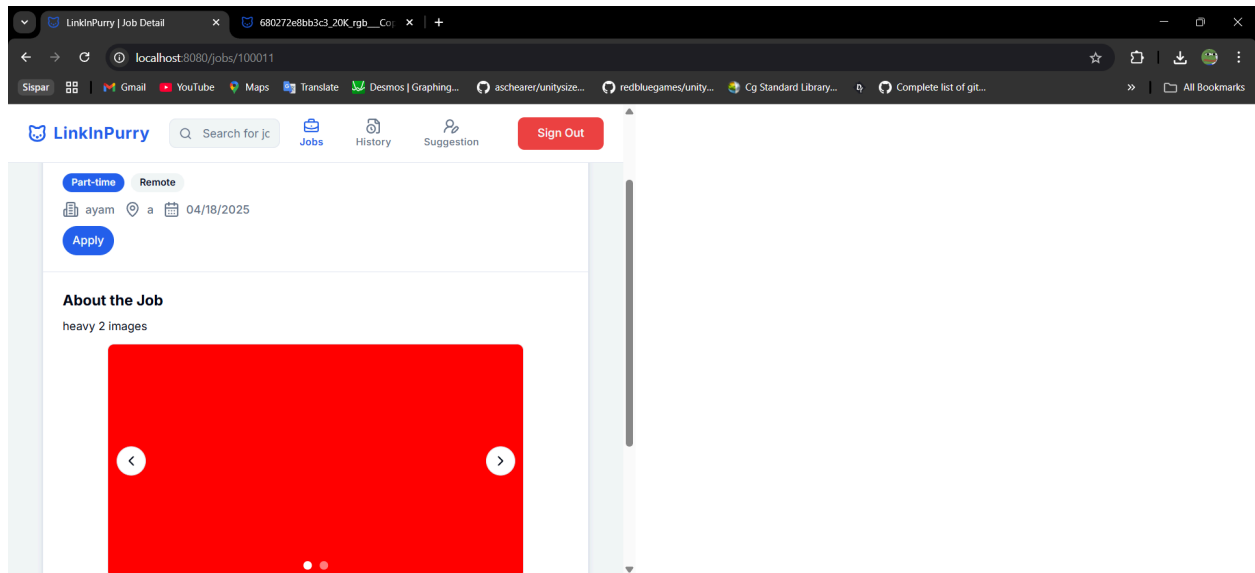 LinkInPurry | Job Detail
680272e8bb3c3_20K_rgb__Co
localhost:8080/jobs/100011
Sispar Gmail YouTube Maps Translate Desmos | Graphing... aschearer/unitysize... redbluegames/unity... Cg Standard Library... Complete list of git... » All Bookmarks
LinkInPurry Search for jc Jobs History Suggestion Sign Out
Part-time Remote
ayam a 04/18/2025
Apply
About the Job
heavy 2 images